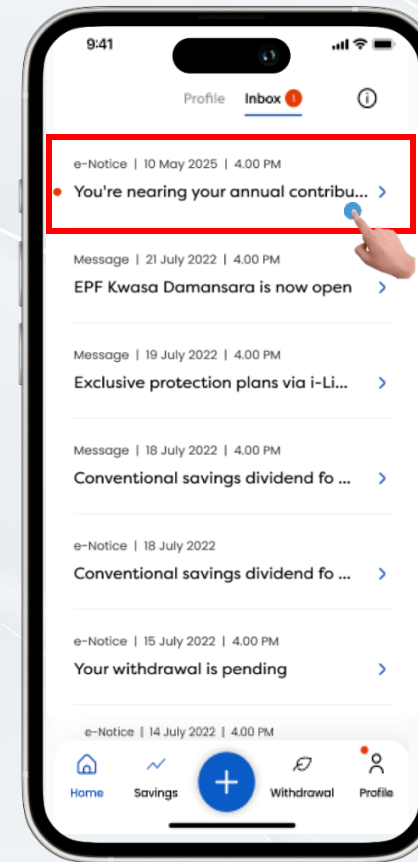 9:41
Profile Inbox 1
e-Notice | 10 May 2025 | 4.00 PM
You're nearing your annual contribu...
Message | 21 July 2022 | 4.00 PM
EPF Kwasa Damansara is now open
Message | 19 July 2022 | 4.00 PM
Exclusive protection plans via i-Li...
Message | 18 July 2022 | 4.00 PM
Conventional savings dividend fo ...
e-Notice | 18 July 2022
Conventional savings dividend fo ...
e-Notice | 15 July 2022 | 4.00 PM
Your withdrawal is pending
e-Notice | 14 July 2022 | 4.00 PM
Home Savings Withdrawal Profile